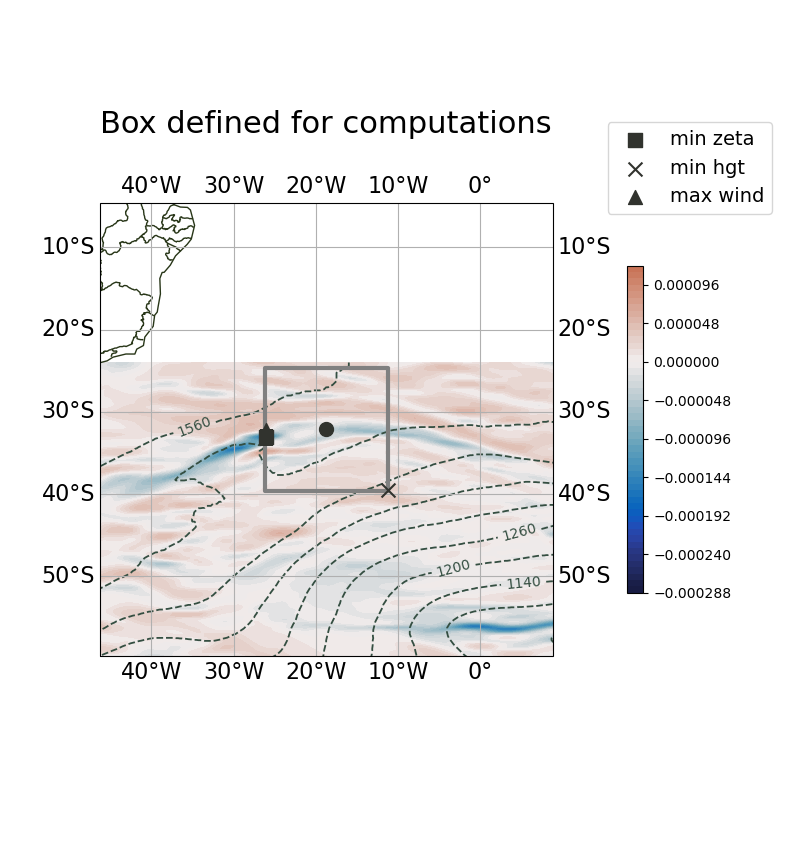 Box defined for computations
min zeta
min hgt
max wind
40°W 30°W 20°W 10°W 0°
10°S 10°S
20°S 20°S
30°S 30°S
40°S 40°S
50°S 50°S
1560
1260
1200
1140
40°W 30°W 20°W 10°W 0°
0.000096
0.000048
0.000000
−0.000048
−0.000096
−0.000144
−0.000192
−0.000240
−0.000288